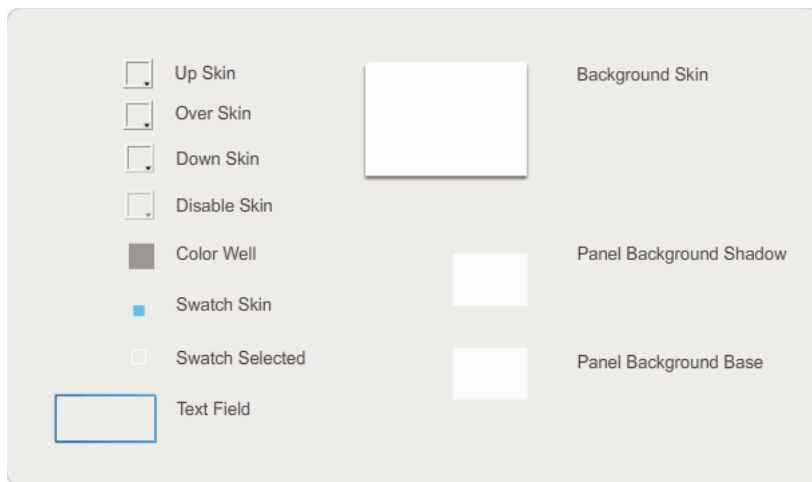 Up Skin
Over Skin
Down Skin
Disable Skin
Color Well
Swatch Skin
Swatch Selected
Text Field
Background Skin
Panel Background Shadow
Panel Background Base